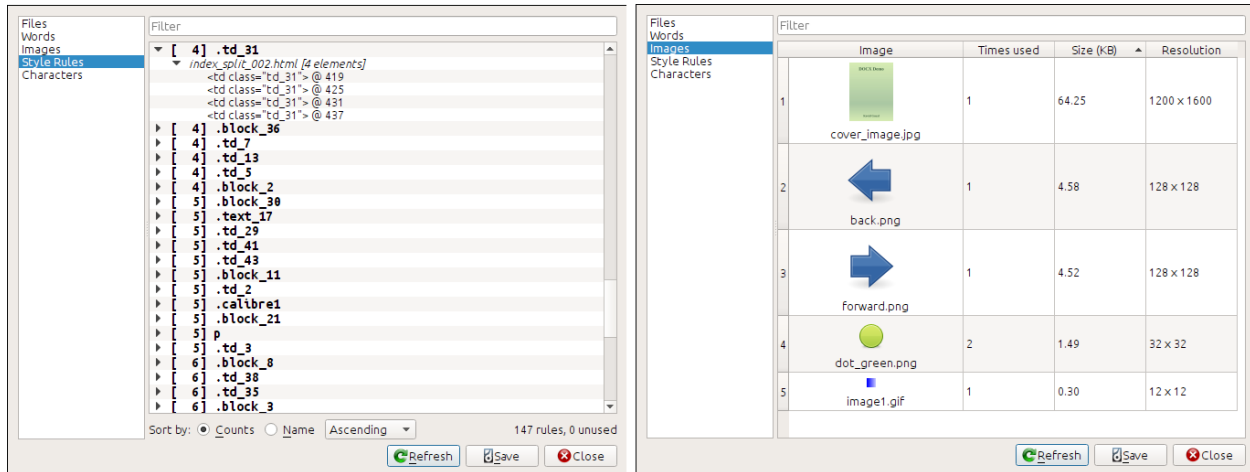 Files
Words
Images
Style Rules
Characters
Filter
[ 4] .td_31
index_split_002.html [4 elements]
<td class="td_31"> @ 419
<td class="td_31"> @ 425
<td class="td_31"> @ 431
<td class="td_31"> @ 437
[ 4] .block_36
[ 4] .td_7
[ 4] .td_13
[ 4] .td_5
[ 4] .block_2
[ 5] .block_30
[ 5] .text_17
[ 5] .td_29
[ 5] .td_41
[ 5] .td_43
[ 5] .block_11
[ 5] .td_2
[ 5] .calibre1
[ 5] .block_21
[ 5] p
[ 5] .td_3
[ 6] .block_8
[ 6] .td_38
[ 6] .td_35
[ 6] .block_3
Sort by: Counts Name Ascending 147 rules, 0 unused
Refresh Save Close
Files
Words
Images
Style Rules
Characters
Filter
Image Times used Size (KB) Resolution
DOCX Demo
1 1 64.25 1200 x 1600
cover_image.jpg
2 1 4.58 128 x 128
back.png
3 1 4.52 128 x 128
forward.png
4 2 1.49 32 x 32
dot_green.png
5 1 0.30 12 x 12
image1.gif
Refresh Save Close